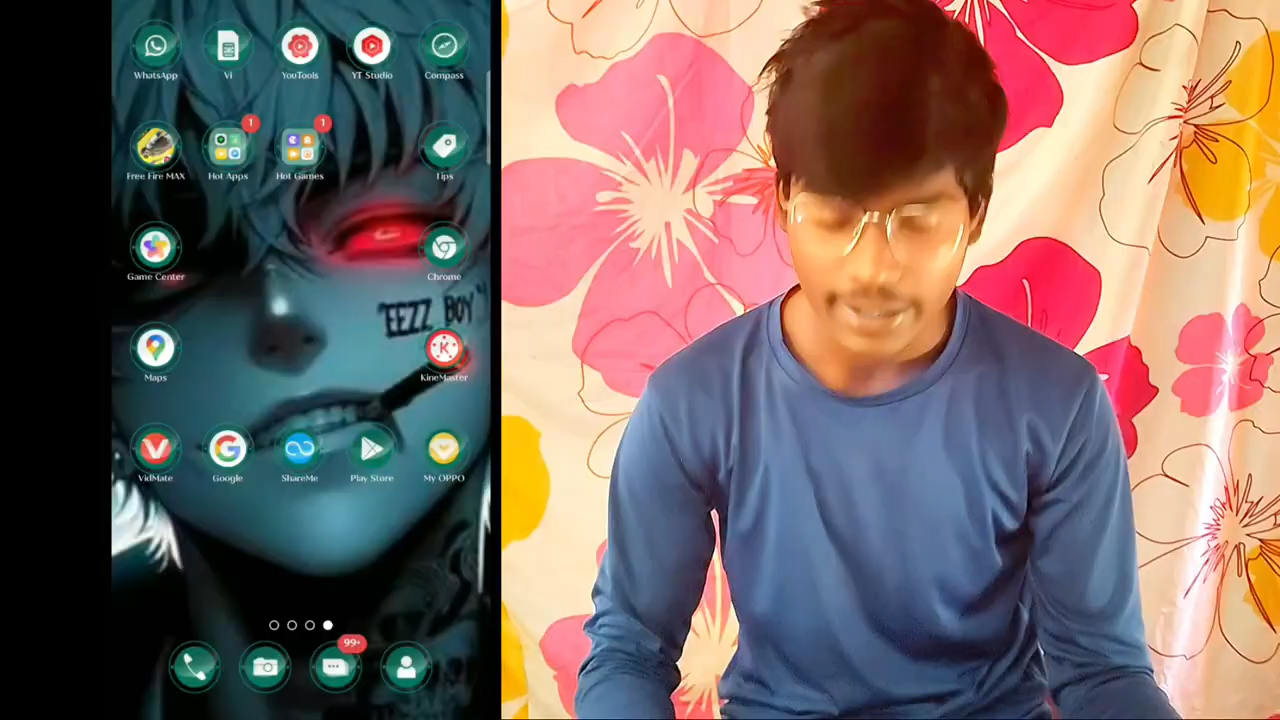 WhatsApp Vi YouTools YT Studio Compass
1 1
Free Fire MAX Hot Apps Hot Games Tips
Game Center Chrome
"EEZZ BOY"
Maps K KineMaster
VidMate Google ShareMe Play Store My OPPO
99+